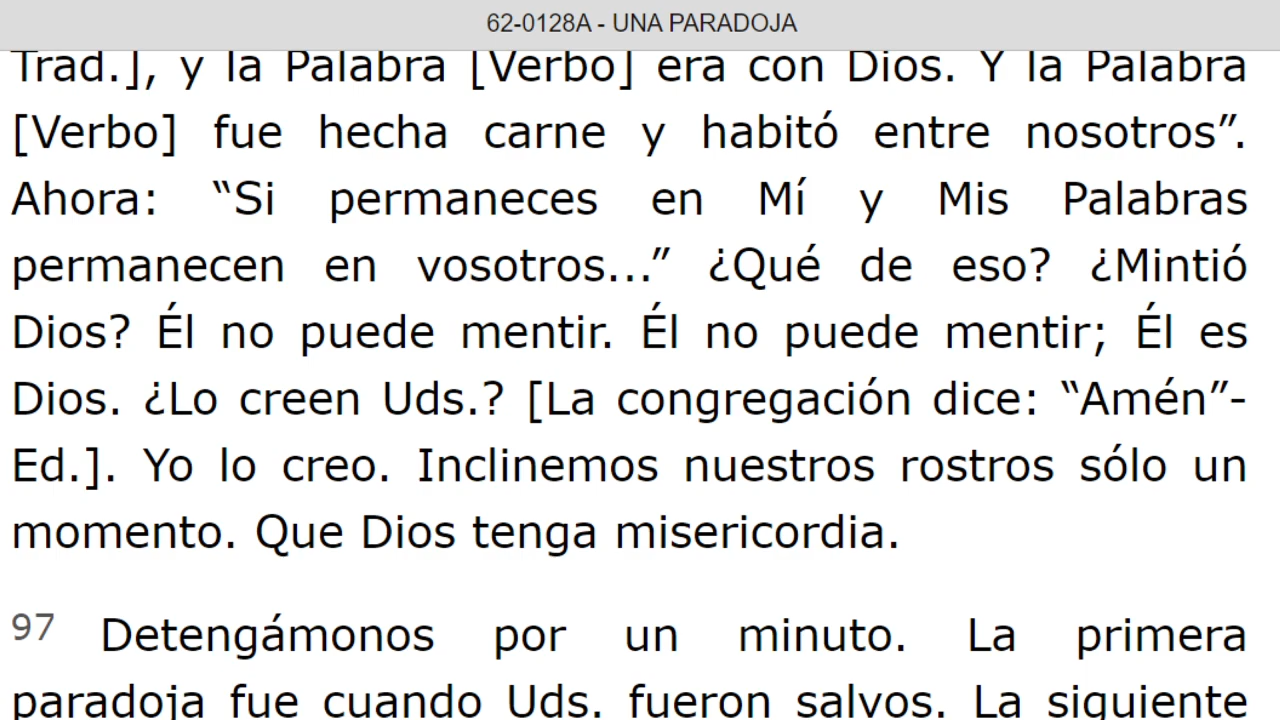 62-0128A - UNA PARADOJA
Trad.], y la Palabra [Verbo] era con Dios. Y la Palabra
[Verbo] fue hecha carne y habitó entre nosotros”.
Ahora: “Si permaneces en Mí y Mis Palabras
permanecen en vosotros...” ¿Qué de eso? ¿Mintió
Dios? Él no puede mentir. Él no puede mentir; Él es
Dios. ¿Lo creen Uds.? [La congregación dice: “Amén”-
Ed.]. Yo lo creo. Inclinemos nuestros rostros sólo un
momento. Que Dios tenga misericordia.
97 Detengámonos por un minuto. La primera
paradoja fue cuando Uds. fueron salvos. La siguiente